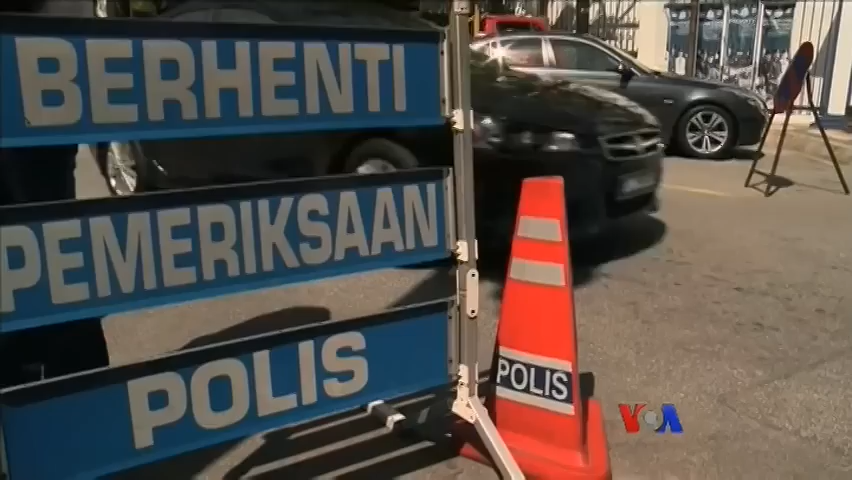 BERHENTI
PEMERIKSAAN
POLIS
POLIS
VOA